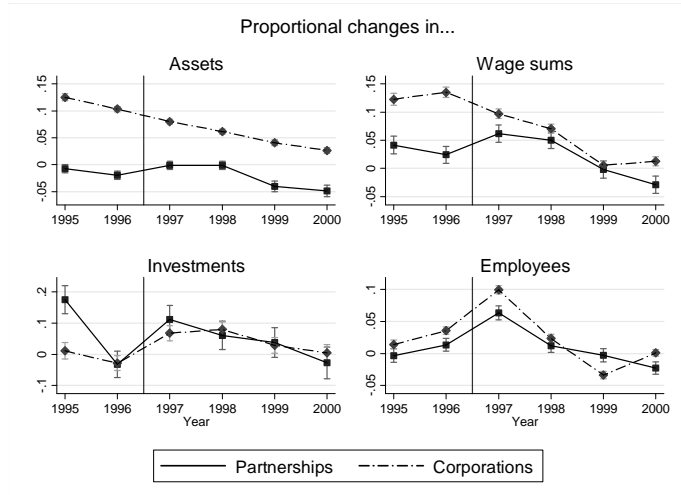 Proportional changes in...
Assets
Wage sums
.15
.1
.05
0
-.05
1995 1996 1997 1998 1999 2000
.15
.1
.05
0
-.05
1995 1996 1997 1998 1999 2000
Investments
Employees
.2
.1
0
-.1
1995 1996 1997 1998 1999 2000
Year
.1
.05
0
-.05
1995 1996 1997 1998 1999 2000
Year
Partnerships Corporations